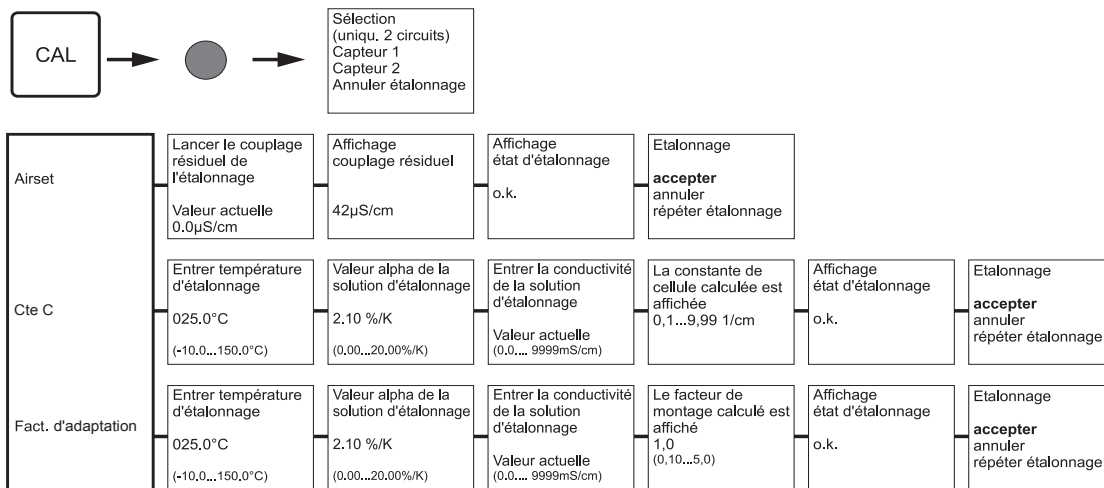 CAL
Sélection
(uniqu. 2 circuits)
Capteur 1
Capteur 2
Annuler étalonnage
Airset
Lancer le couplage
résiduel de
l'étalonnage
Valeur actuelle
0.0µS/cm
Affichage
couplage résiduel
42µS/cm
Affichage
état d'étalonnage
o.k.
Etalonnage
accepter
annuler
répéter étalonnage
Cte C
Entrer température
d'étalonnage
025.0°C
(-10.0...150.0°C)
Valeur alpha de la
solution d'étalonnage
2.10 %/K
(0.00...20.00%/K)
Entrer la conductivité
de la solution
d'étalonnage
Valeur actuelle
(0.0.... 9999mS/cm)
La constante de
cellule calculée est
affichée
0,1...9,99 1/cm
Affichage
état d'étalonnage
o.k.
Etalonnage
accepter
annuler
répéter étalonnage
Fact. d'adaptation
Entrer température
d'étalonnage
025.0°C
(-10.0...150.0°C)
Valeur alpha de la
solution d'étalonnage
2.10 %/K
(0.00...20.00%/K)
Entrer la conductivité
de la solution
d'étalonnage
Valeur actuelle
(0.0.... 9999mS/cm)
Le facteur de
montage calculé est
affiché
1,0
(0,10...5,0)
Affichage
état d'étalonnage
o.k.
Etalonnage
accepter
annuler
répéter étalonnage